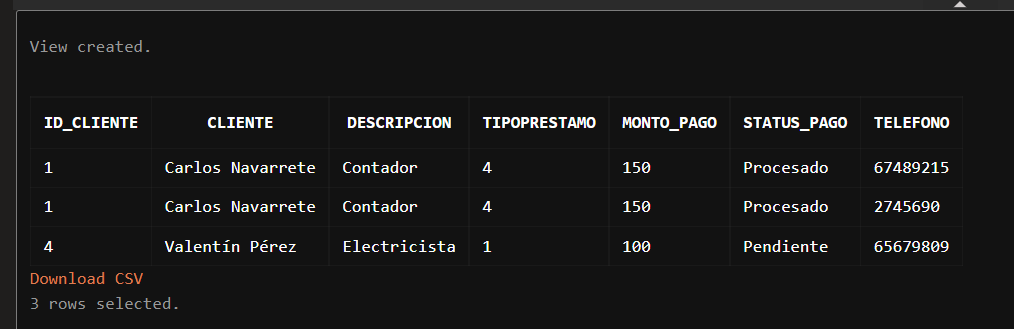 View created.
ID_CLIENTE CLIENTE DESCRIPCION TIPOPRESTAMO MONTO_PAGO STATUS_PAGO TELEFONO
1 Carlos Navarrete Contador 4 150 Procesado 67489215
1 Carlos Navarrete Contador 4 150 Procesado 2745690
4 Valentín Pérez Electricista 1 100 Pendiente 65679809
Download CSV
3 rows selected.